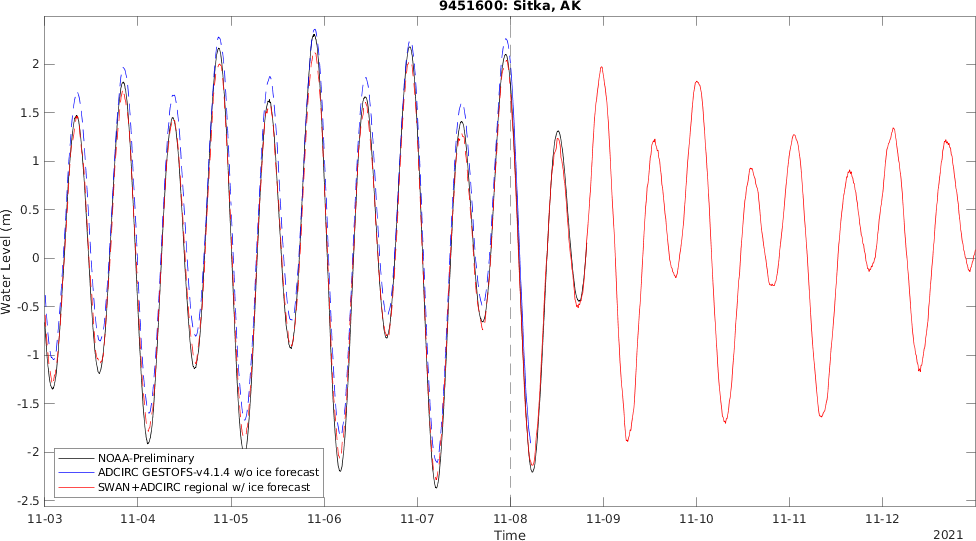 9451600: Sitka, AK
Water Level (m)
2
1.5
1
0.5
0
-0.5
-1
-1.5
-2
-2.5
NOAA-Preliminary
ADCIRC GESTOFS-v4.1.4 w/o ice forecast
SWAN+ADCIRC regional w/ ice forecast
11-03 11-04 11-05 11-06 11-07 11-08 11-09 11-10 11-11 11-12
Time
2021